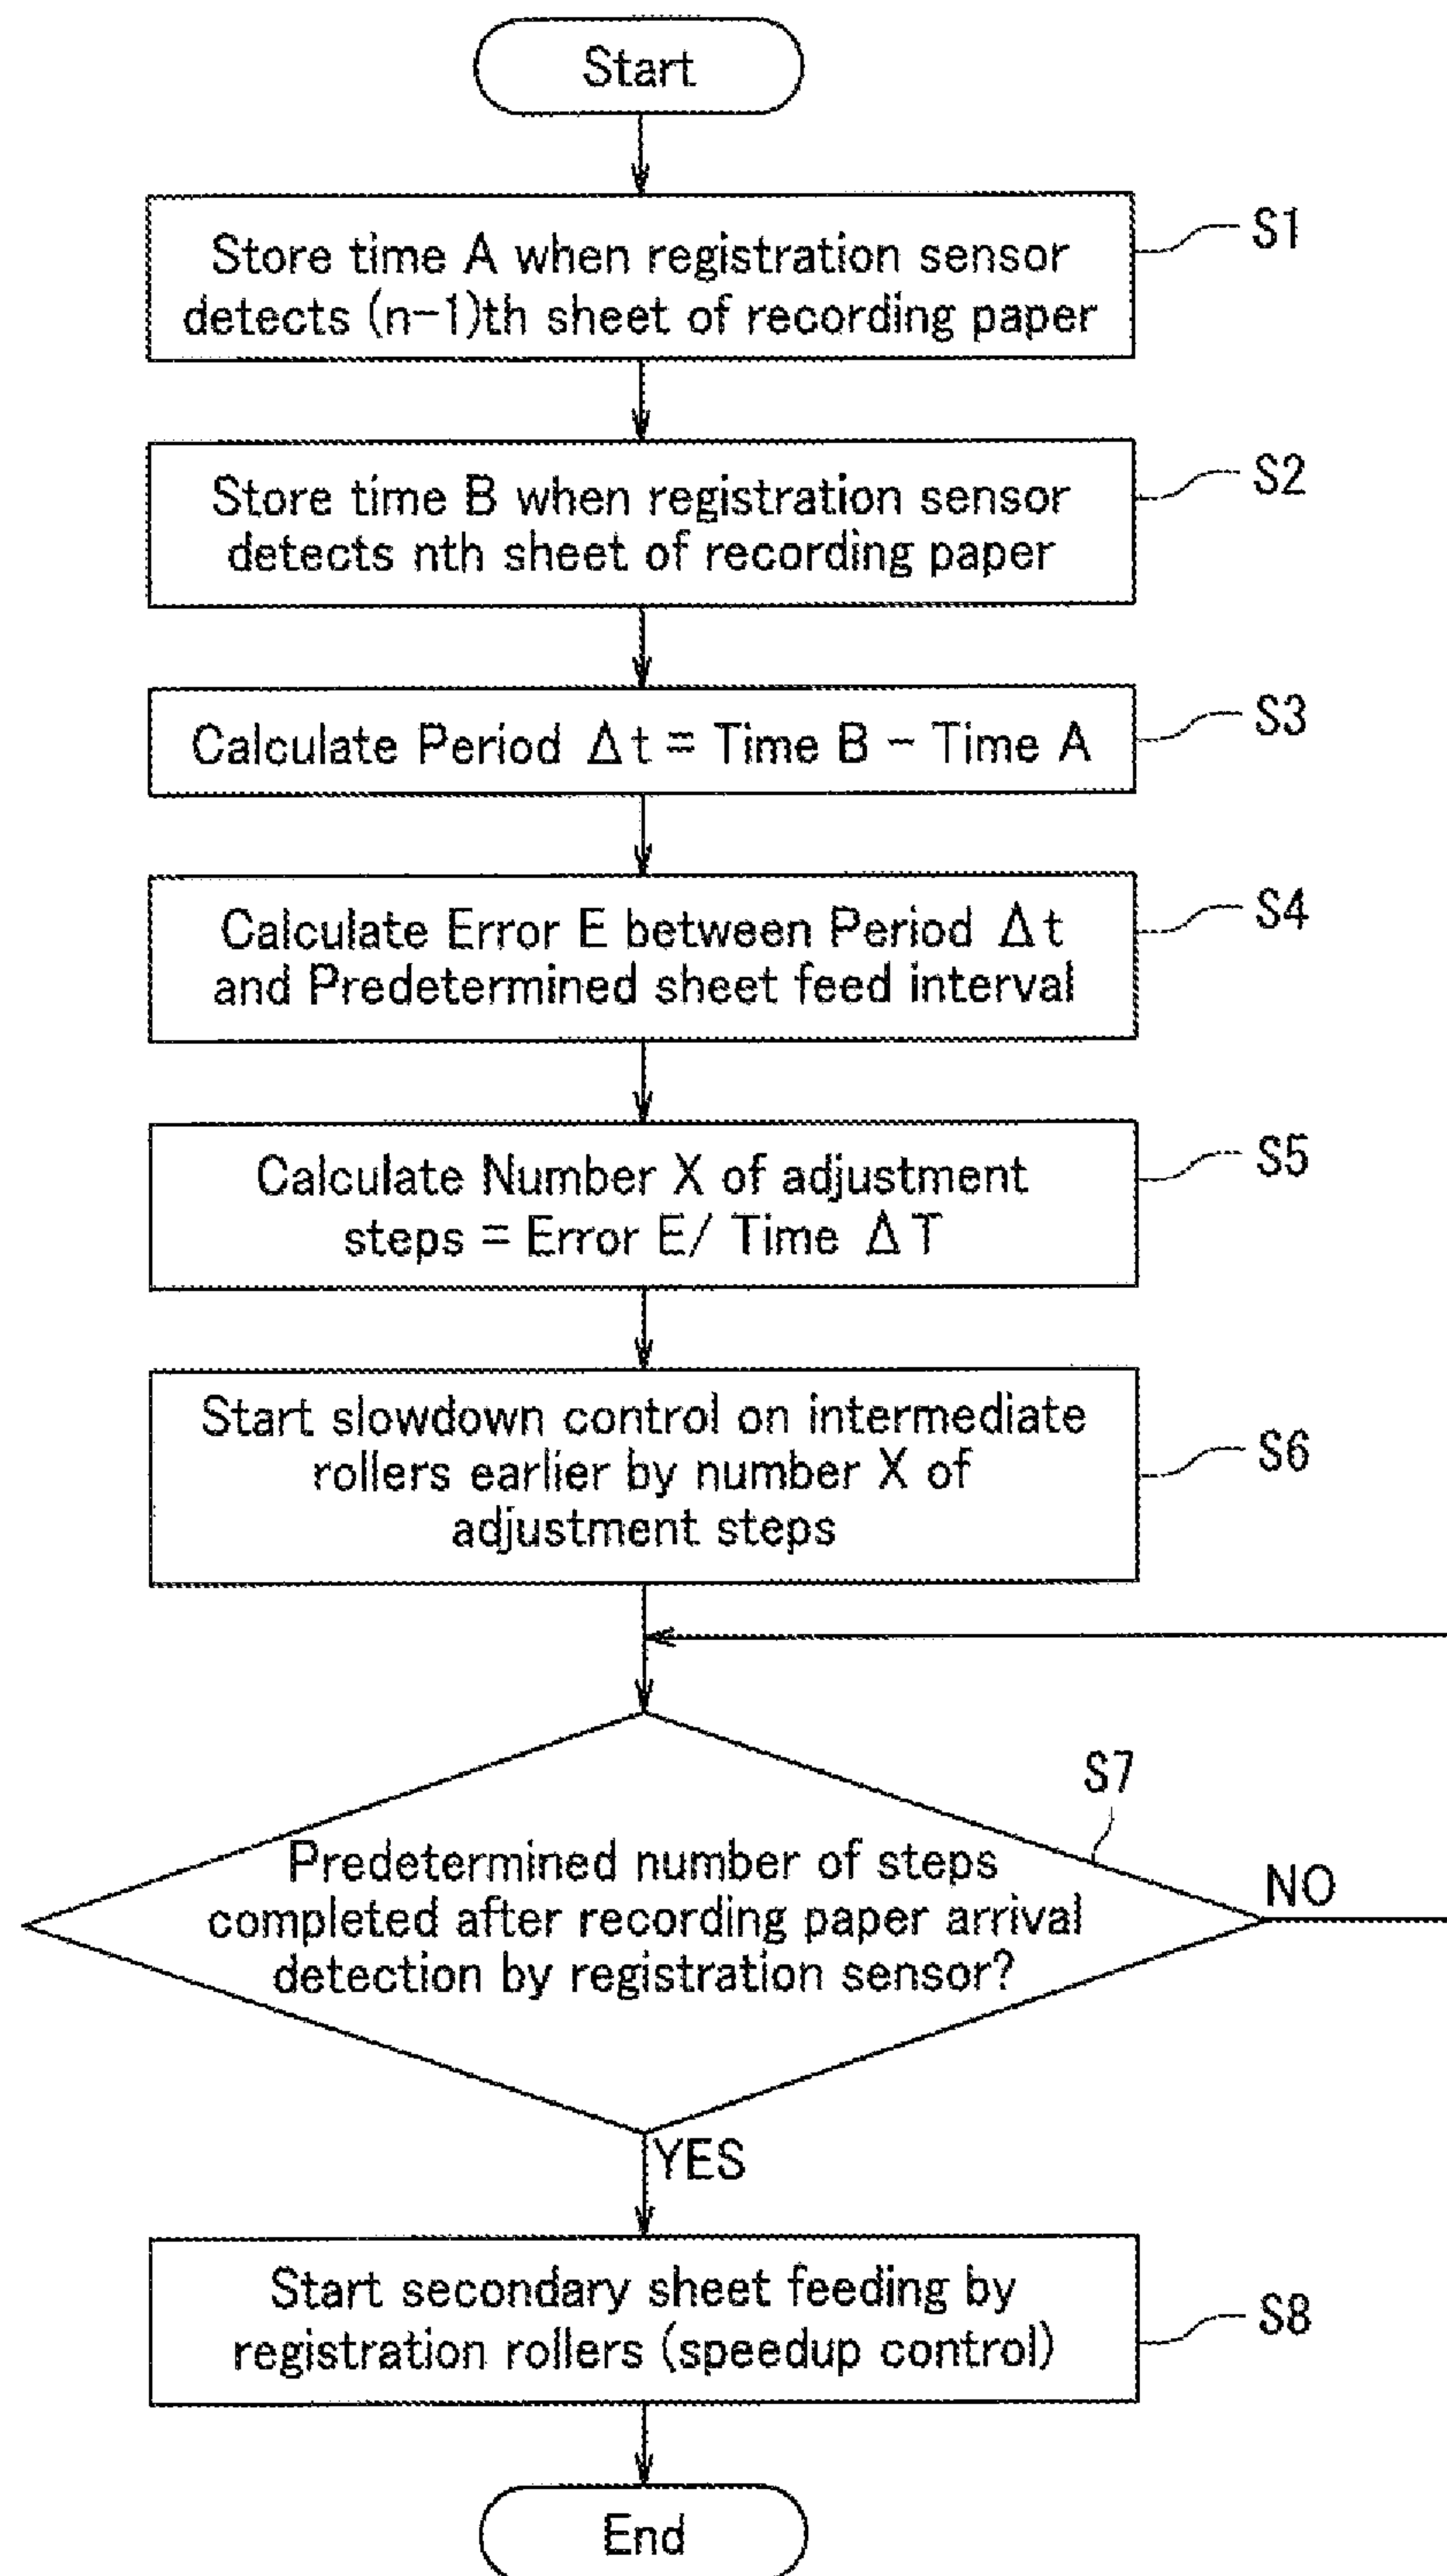 Start
Store time A when registration sensor
detects (n-1)th sheet of recording paper
S1
Store time B when registration sensor
detects nth sheet of recording paper
S2
Calculate Period Δt = Time B - Time A
S3
Calculate Error E between Period Δt
and Predetermined sheet feed interval
S4
Calculate Number X of adjustment
steps = Error E/ Time ΔT
S5
Start slowdown control on intermediate
rollers earlier by number X of
adjustment steps
S6
S7
Predetermined number of steps
completed after recording paper arrival
detection by registration sensor?
NO
YES
Start secondary sheet feeding by
registration rollers (speedup control)
S8
End